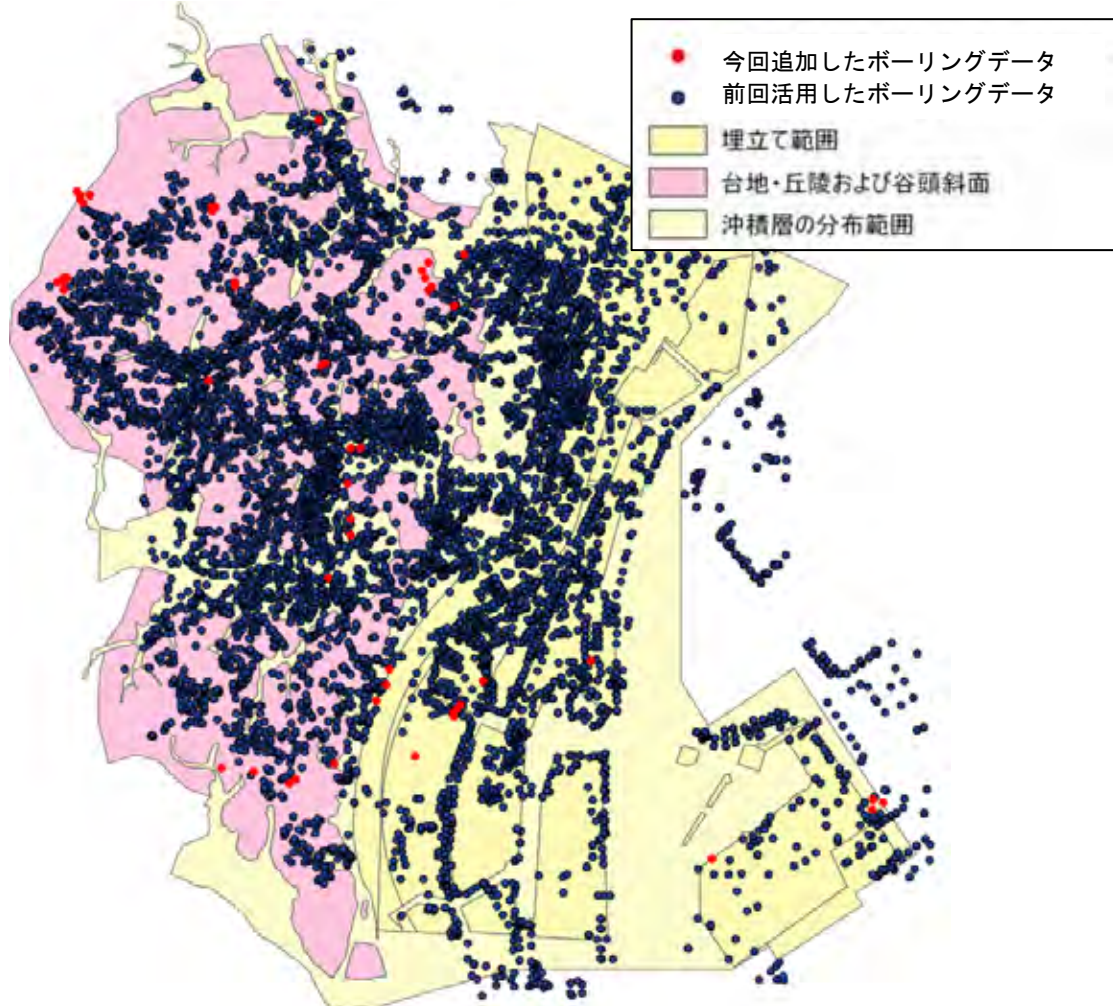 今回追加したボーリングデータ
前回活用したボーリングデータ
埋立て範囲
台地・丘陵および谷頭斜面
沖積層の分布範囲